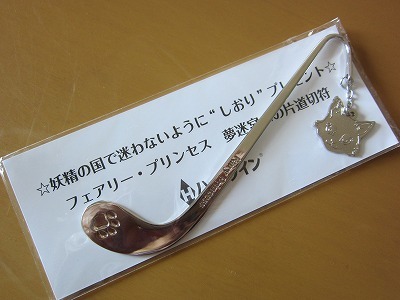 ☆妖精の国で迷わないように“しおり”プレゼント☆
フェアリー・プリンセス 夢迷宮 の片道切符
イン